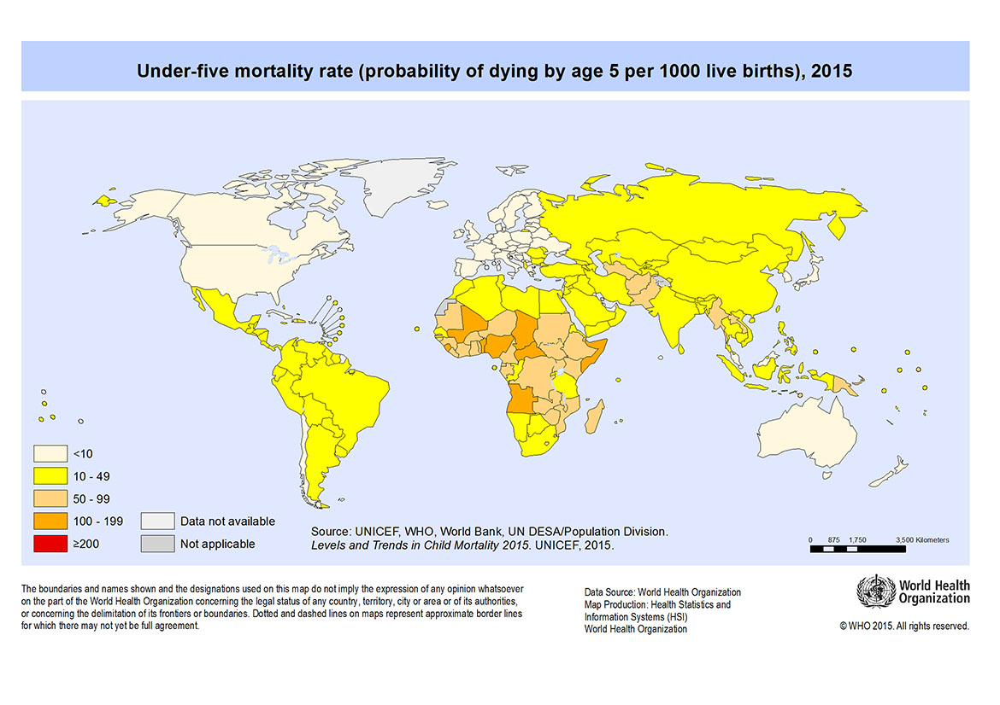 Under-five mortality rate (probability of dying by age 5 per 1000 live births), 2015
<10
10 - 49
50 - 99
100 - 199
≥200
Data not available
Not applicable
Source: UNICEF, WHO, World Bank, UN DESA/Population Division.
Levels and Trends in Child Mortality 2015. UNICEF, 2015.
0 875 1,750 3,500 Kilometers
The boundaries and names shown and the designations used on this map do not imply the expression of any opinion whatsoever
on the part of the World Health Organization concerning the legal status of any country, territory, city or area or of its authorities,
or concerning the delimitation of its frontiers or boundaries. Dotted and dashed lines on maps represent approximate border lines
for which there may not yet be full agreement.
Data Source: World Health Organization
Map Production: Health Statistics and
Information Systems (HSI)
World Health Organization
World Health
Organization
© WHO 2015. All rights reserved.